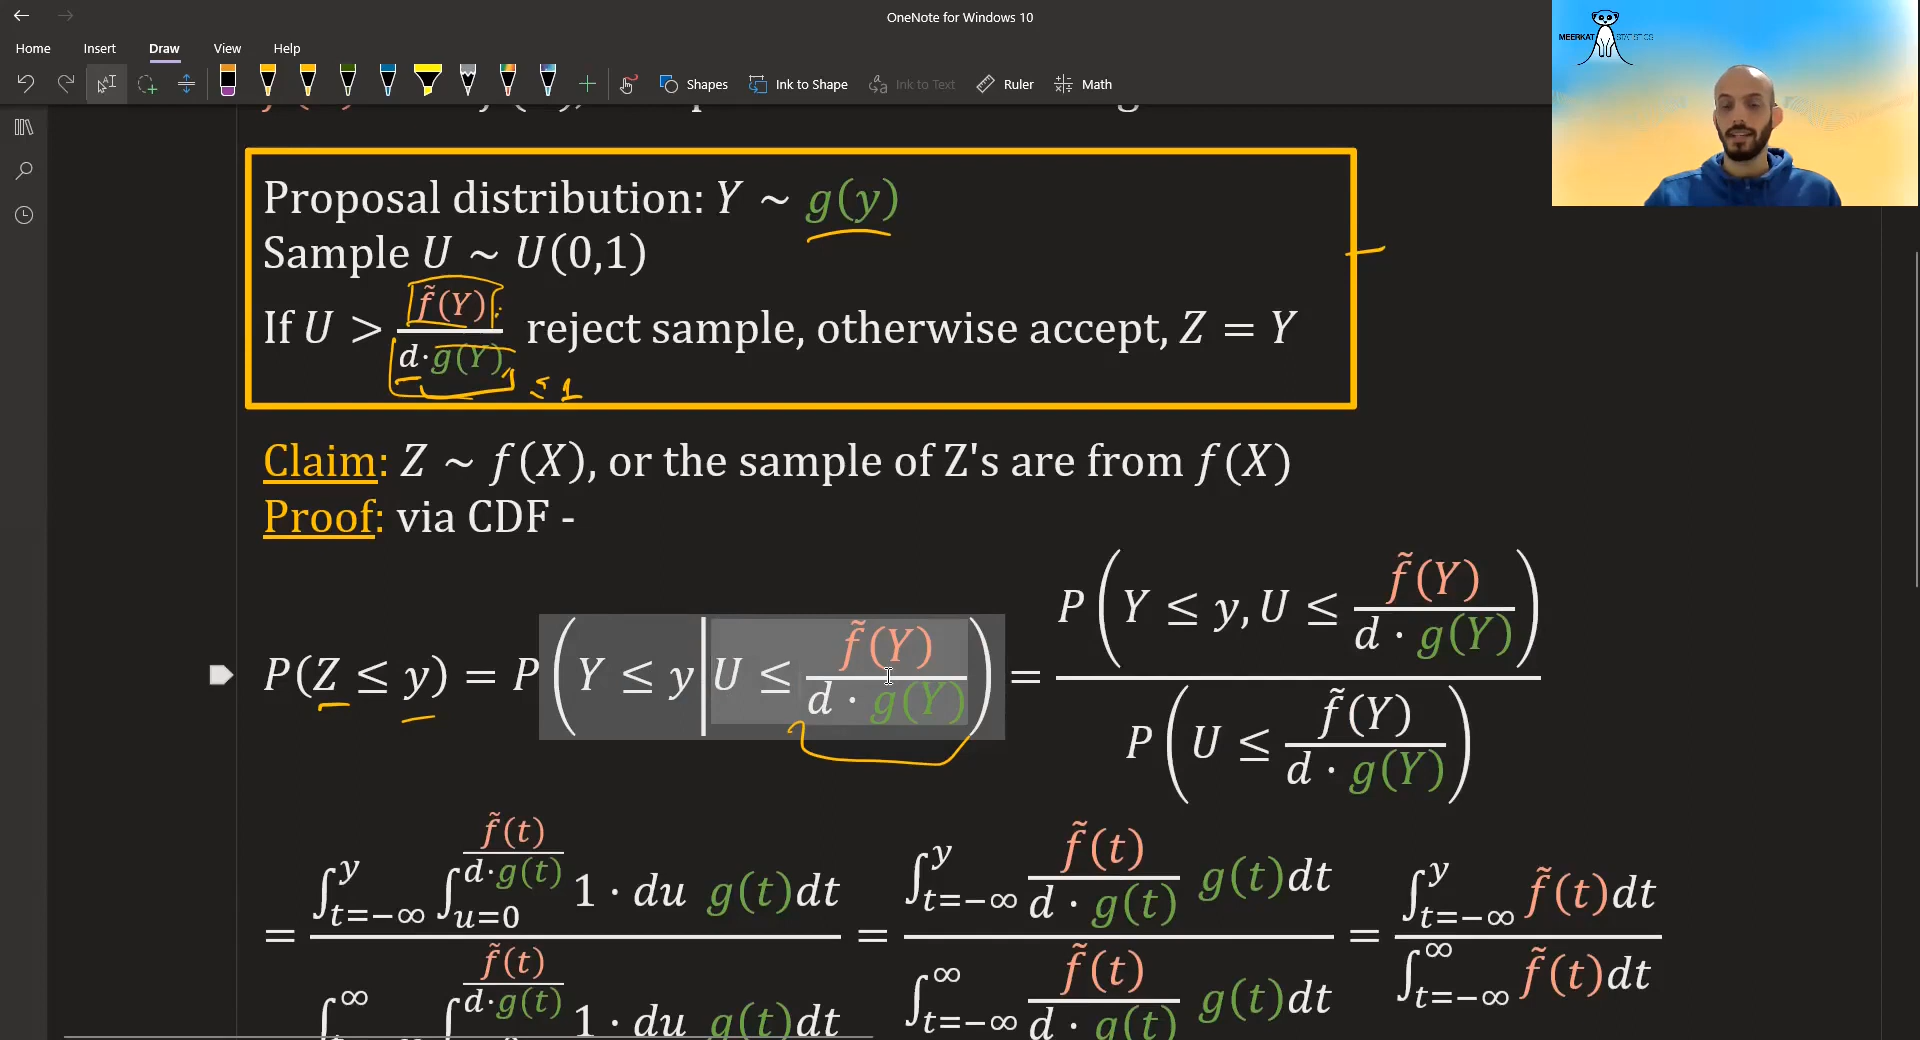 OneNote for Windows 10
Home Insert Draw View Help
Shapes Ink to Shape Ink to Text Ruler Math
MEERKAT STATISTICS
Proposal distribution: Y ~ g(y)
Sample U ~ U(0,1)
If U > f̃(Y) / d·g(Y) reject sample, otherwise accept, Z = Y
≤ 1
Claim: Z ~ f(X), or the sample of Z's are from f(X)
Proof: via CDF -
P(Z ≤ y) = P(Y ≤ y | U ≤ f̃(Y) / d · g(Y)) = P(Y ≤ y, U ≤ f̃(Y) / d · g(Y)) / P(U ≤ f̃(Y) / d · g(Y))
= ∫_{t=−∞}^{y} ∫_{u=0}^{f̃(t) / d·g(t)} 1 · du g(t)dt = ∫_{t=−∞}^{y} f̃(t) / d · g(t) g(t)dt = ∫_{t=−∞}^{y} f̃(t)dt
∫^{∞} ∫^{f̃(t) / d·g(t)} 1 · du g(t)dt ∫_{t=−∞}^{∞} f̃(t) / d · g(t) g(t)dt ∫_{t=−∞}^{∞} f̃(t)dt